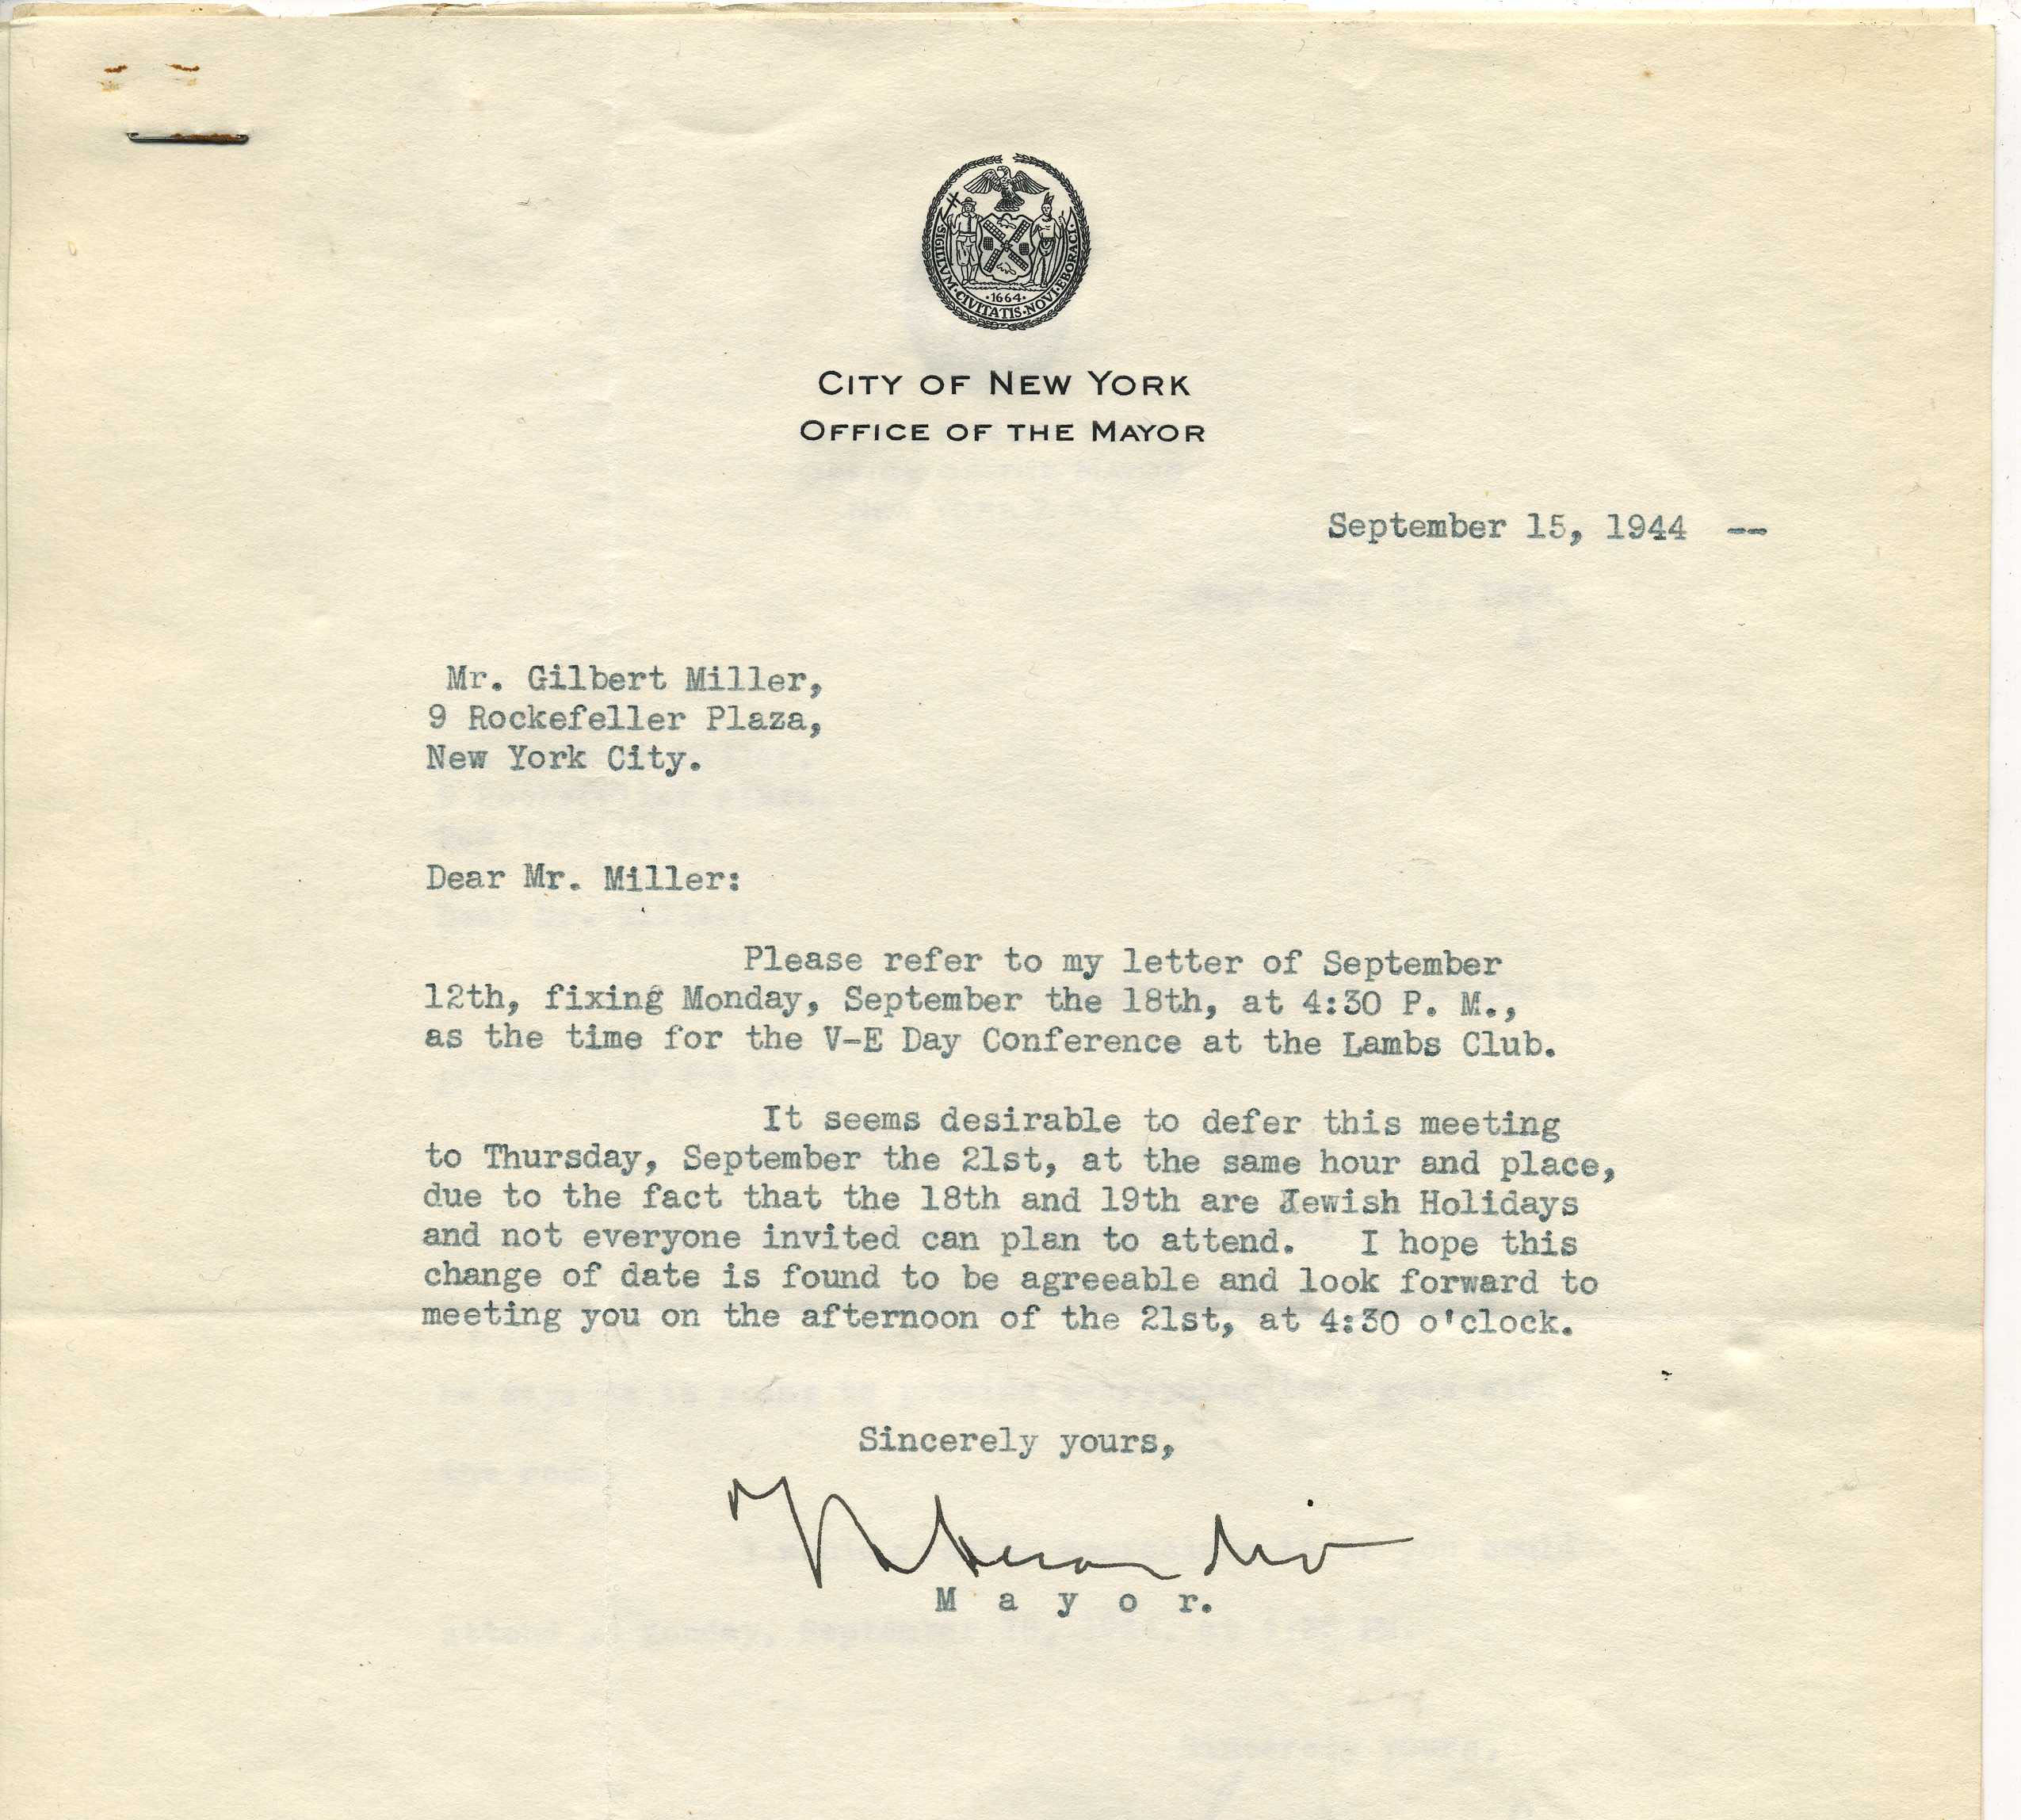 SIGILLVM·CIVITATIS·NOVI·EBORACI
·1664·
CITY OF NEW YORK
OFFICE OF THE MAYOR
September 15, 1944 --
Mr. Gilbert Miller,
9 Rockefeller Plaza,
New York City.
Dear Mr. Miller:
Please refer to my letter of September
12th, fixing Monday, September the 18th, at 4:30 P. M.,
as the time for the V-E Day Conference at the Lambs Club.
It seems desirable to defer this meeting
to Thursday, September the 21st, at the same hour and place,
due to the fact that the 18th and 19th are Jewish Holidays
and not everyone invited can plan to attend. I hope this
change of date is found to be agreeable and look forward to
meeting you on the afternoon of the 21st, at 4:30 o'clock.
Sincerely yours,
M a y o r.